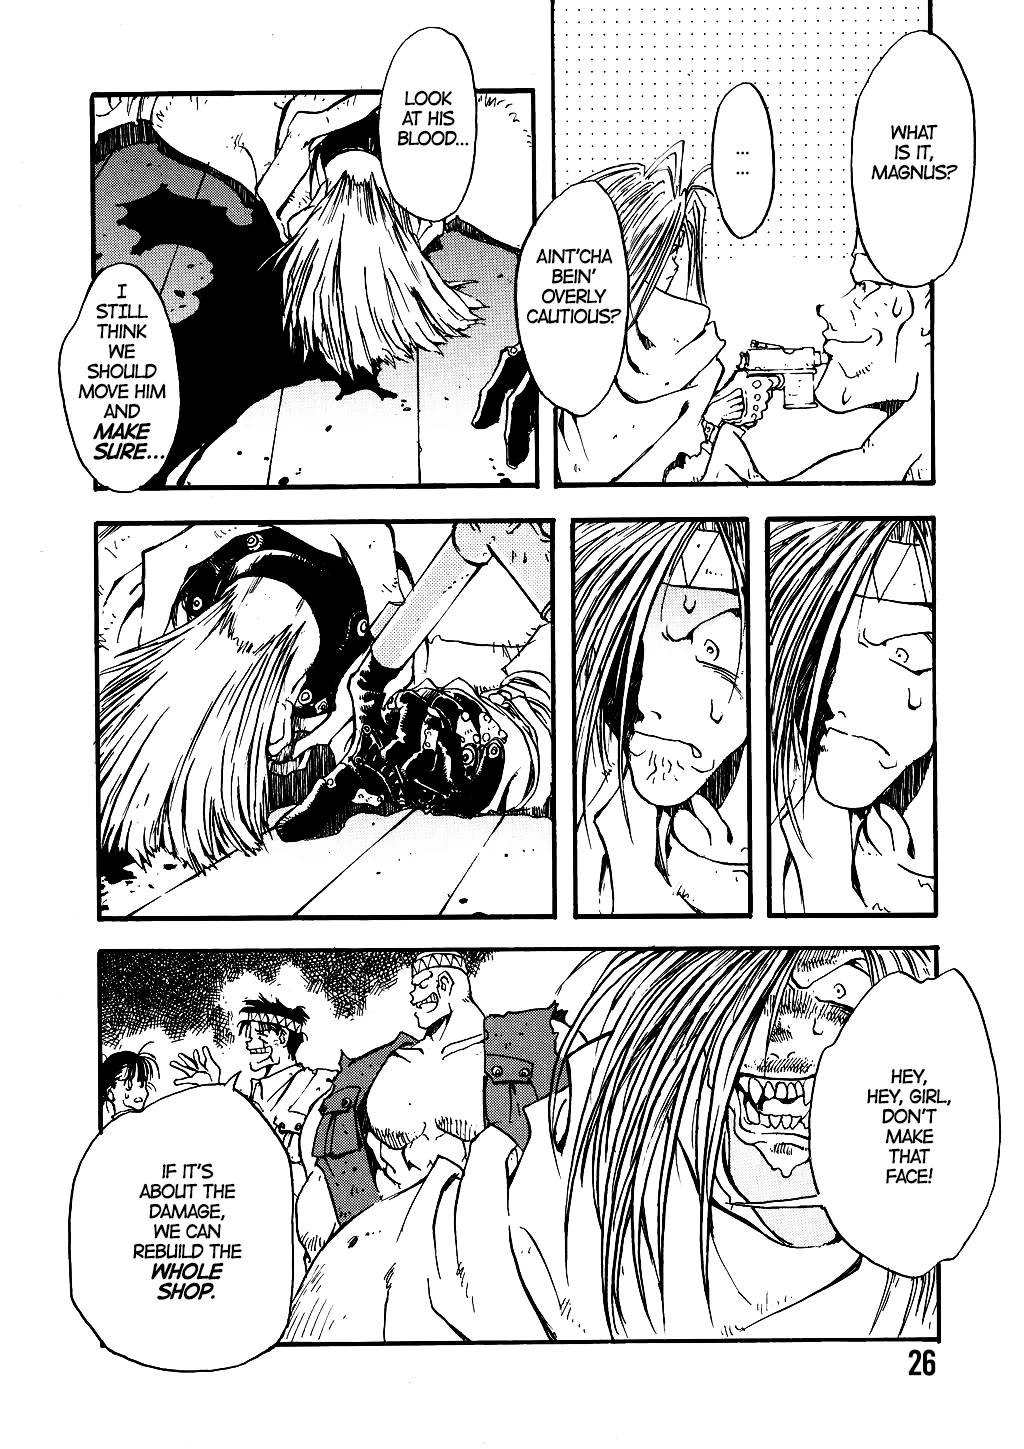 WHAT
IS IT,
MAGNUS?
...
...
AINT'CHA
BEIN'
OVERLY
CAUTIOUS?
LOOK
AT HIS
BLOOD...
I
STILL
THINK
WE
SHOULD
MOVE HIM
AND
MAKE
SURE...
HEY,
HEY, GIRL,
DON'T
MAKE
THAT
FACE!
IF IT'S
ABOUT THE
DAMAGE,
WE CAN
REBUILD THE
WHOLE
SHOP.
26